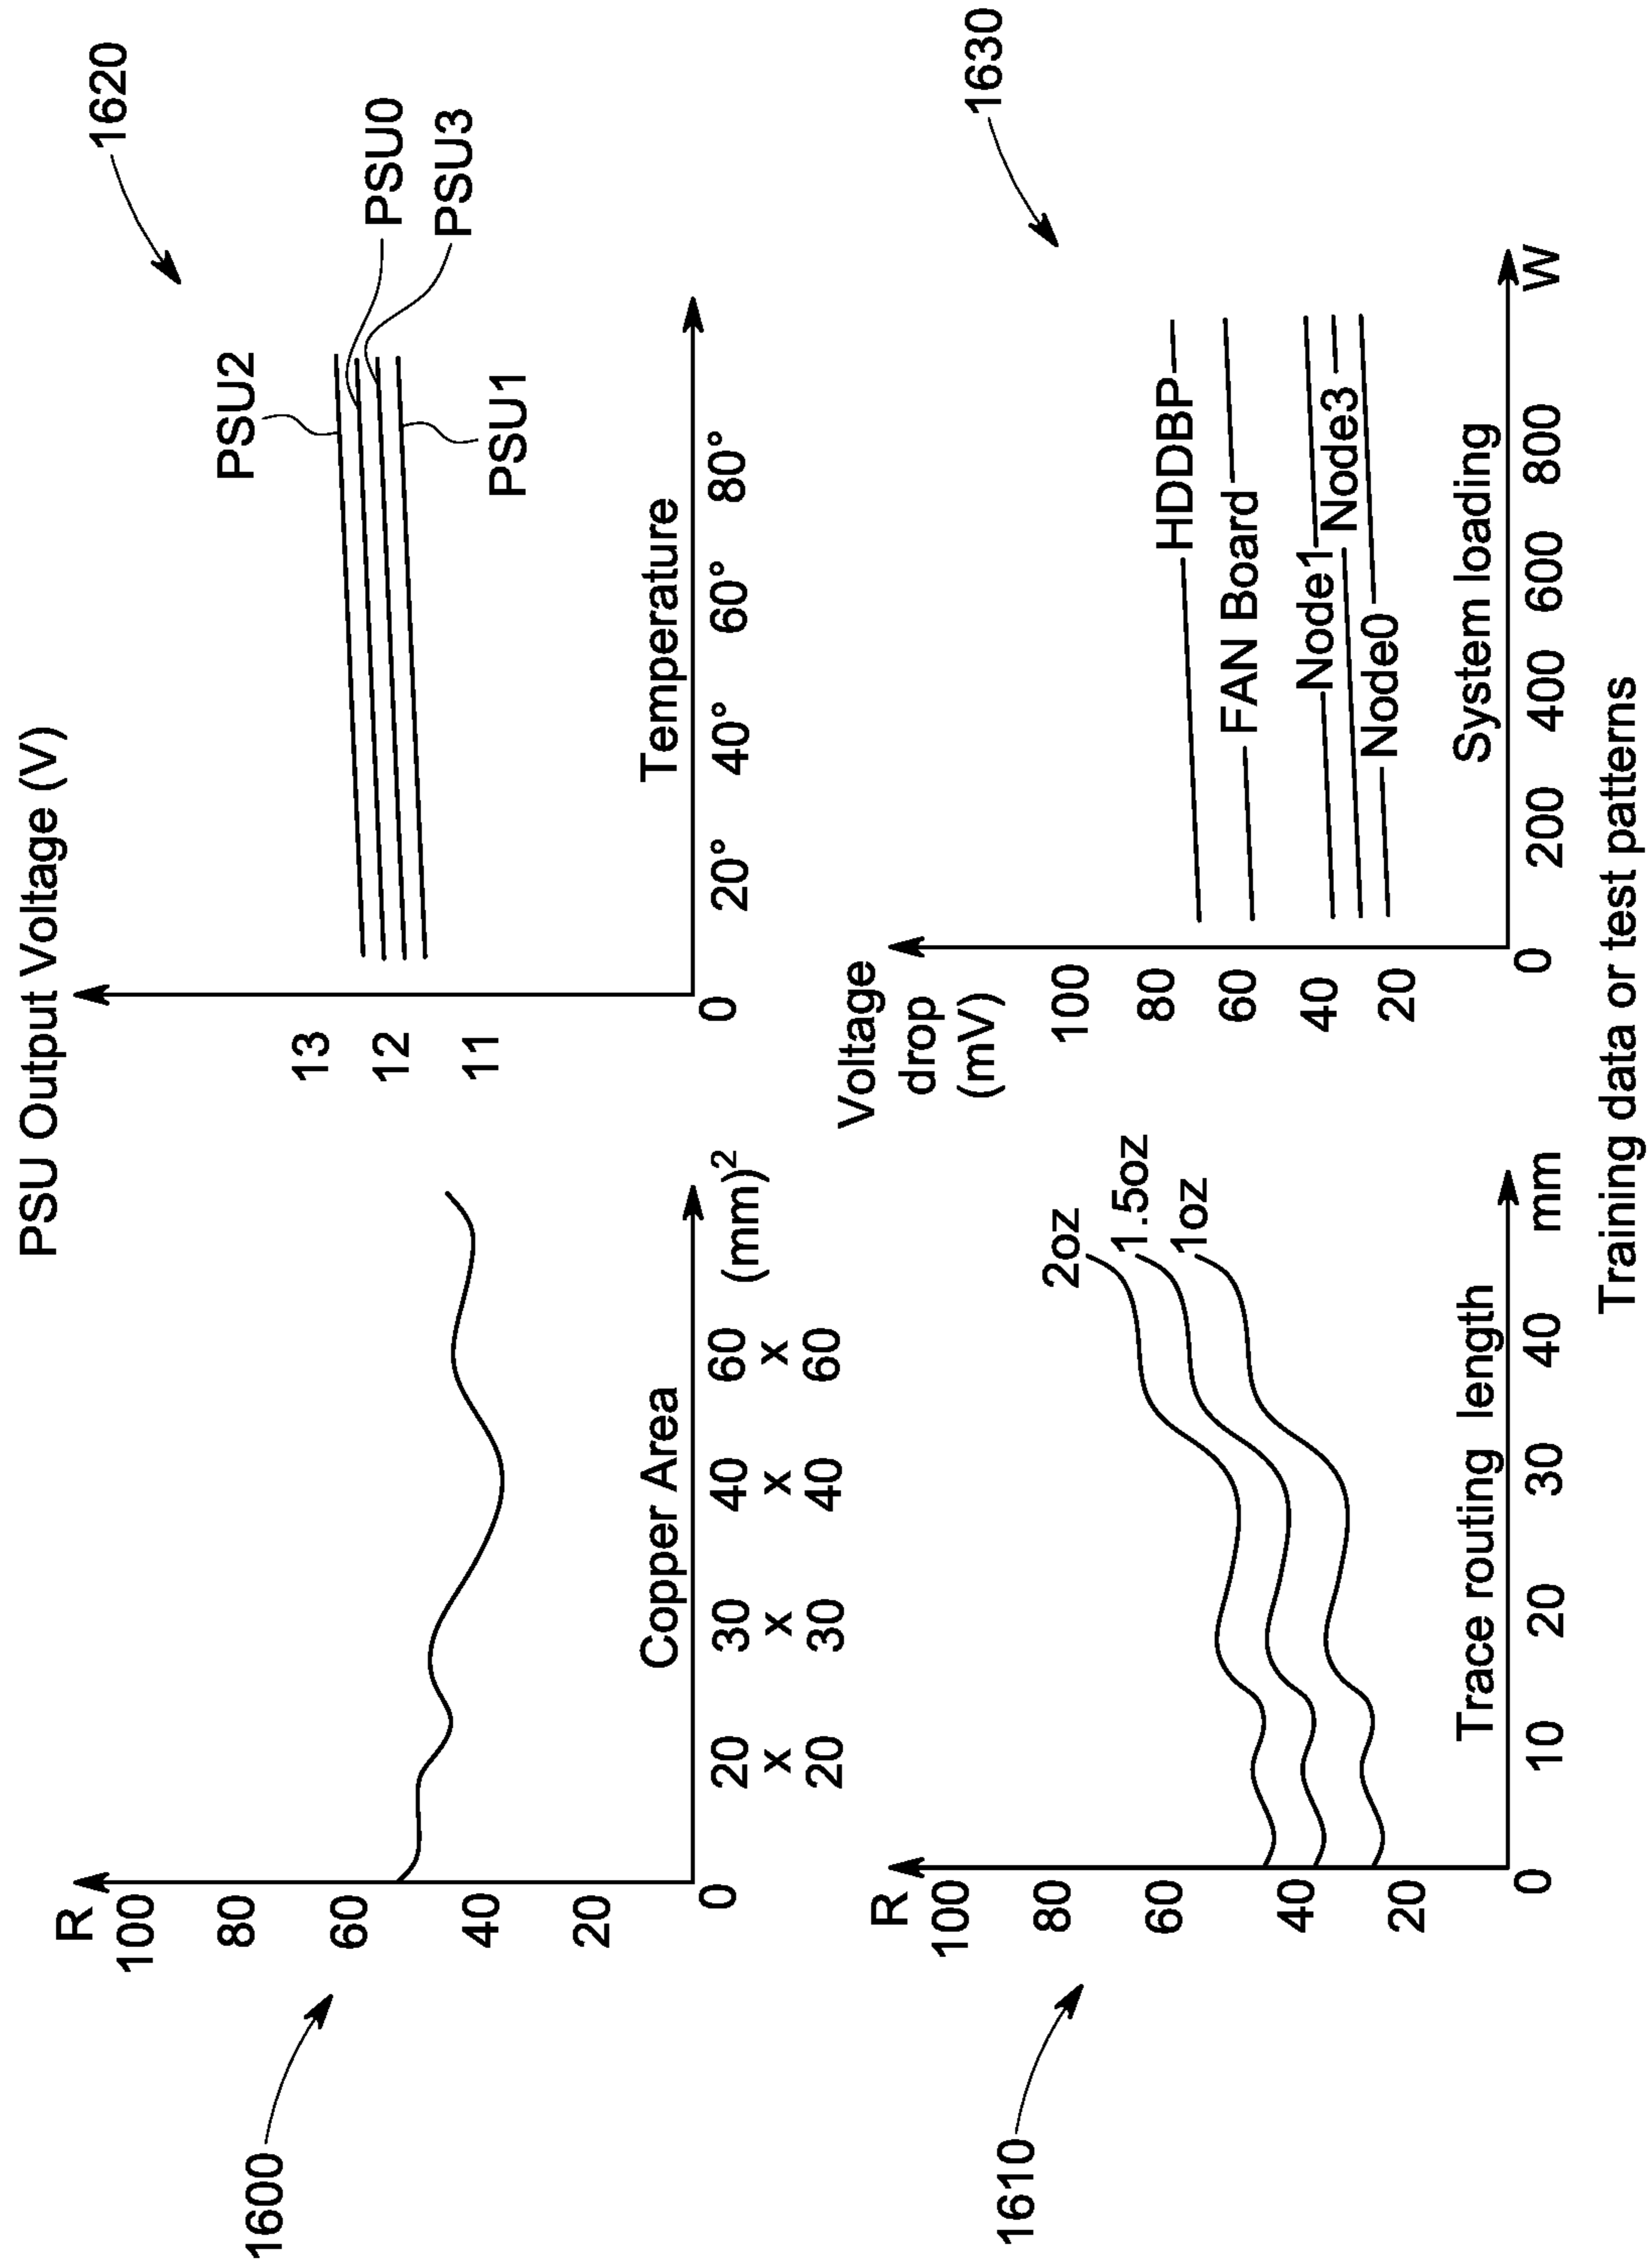 1600
R
100
80
60
40
20
0
Copper Area
20 30 40 60 (mm)2
x x x x
20 30 40 60
PSU Output Voltage (V)
1620
13
12
11
0
PSU2
PSU0
PSU3
PSU1
Temperature
20° 40° 60° 80°
1610
R
100
80
60
40
20
0
2oz
1.5oz
1oz
Trace routing length
10 20 30 40 mm
1630
Voltage
drop
(mV)
100
80
60
40
20
0
HDDBP
FAN Board
Node1
Node3
Node0
System loading
200 400 600 800 W
Training data or test patterns